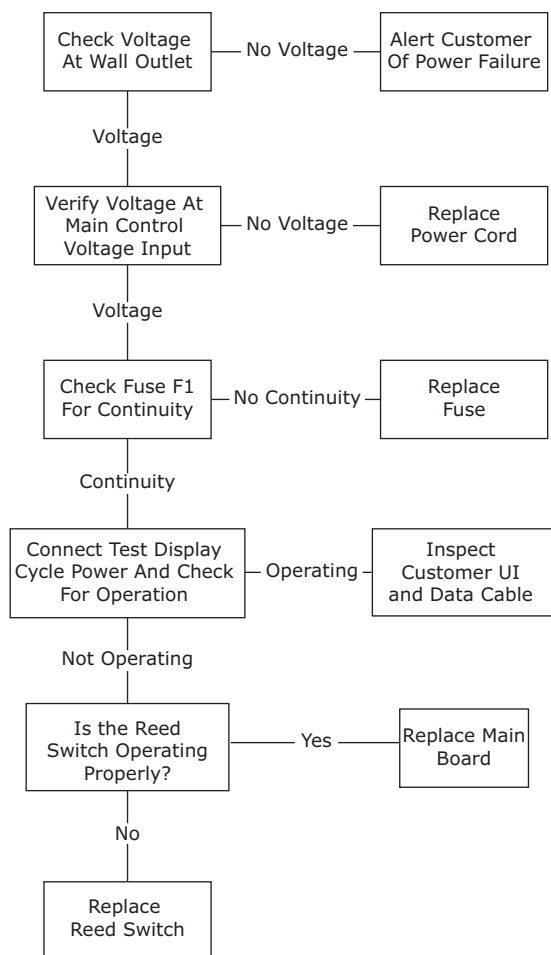 Check Voltage
At Wall Outlet
No Voltage
Alert Customer
Of Power Failure
Voltage
Verify Voltage At
Main Control
Voltage Input
No Voltage
Replace
Power Cord
Voltage
Check Fuse F1
For Continuity
No Continuity
Replace
Fuse
Continuity
Connect Test Display
Cycle Power And Check
For Operation
Operating
Inspect
Customer UI
and Data Cable
Not Operating
Is the Reed
Switch Operating
Properly?
Yes
Replace Main
Board
No
Replace
Reed Switch